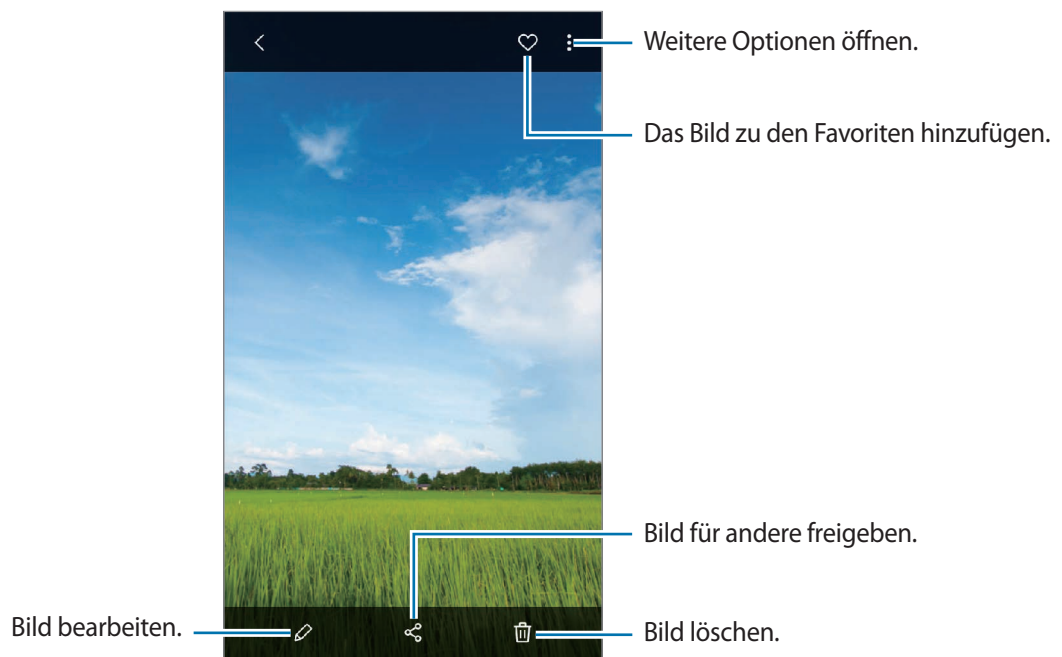 Weitere Optionen öffnen.
Das Bild zu den Favoriten hinzufügen.
Bild für andere freigeben.
Bild bearbeiten.
Bild löschen.